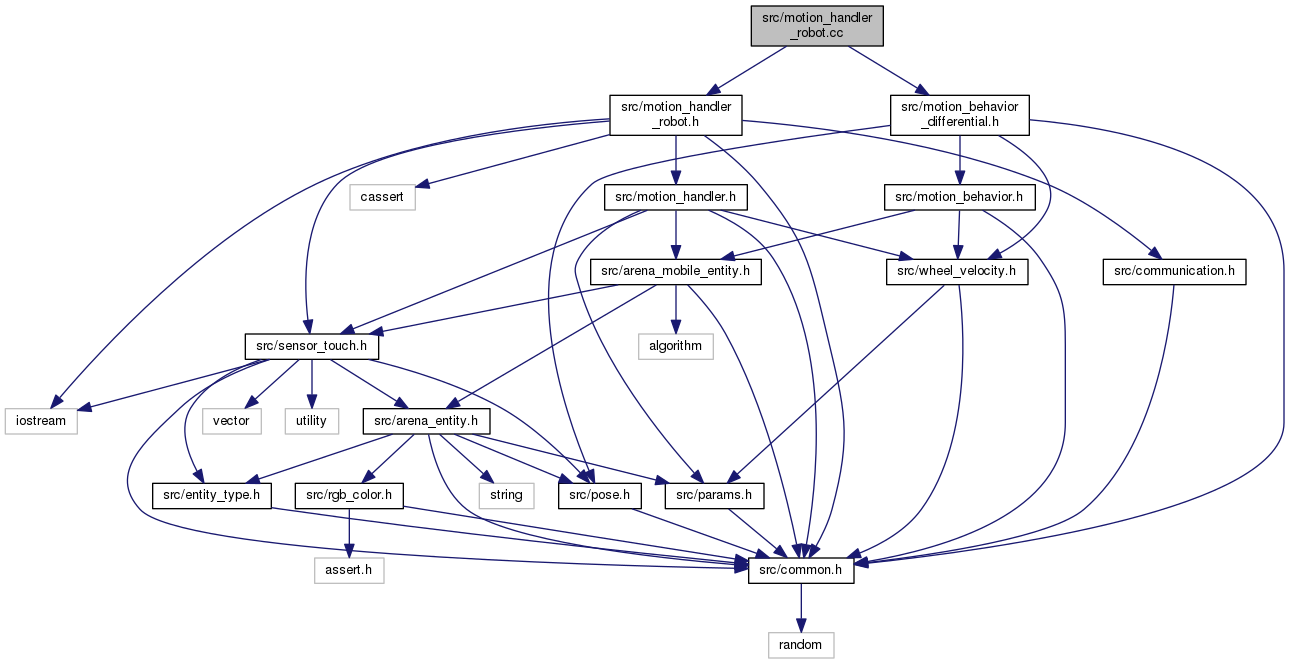 src/motion_handler
_robot.cc
src/motion_handler
_robot.h
src/motion_behavior
_differential.h
cassert
src/motion_handler.h
src/motion_behavior.h
src/arena_mobile_entity.h
src/wheel_velocity.h
src/communication.h
src/sensor_touch.h
algorithm
iostream
vector
utility
src/arena_entity.h
src/entity_type.h
src/rgb_color.h
string
src/pose.h
src/params.h
assert.h
src/common.h
random